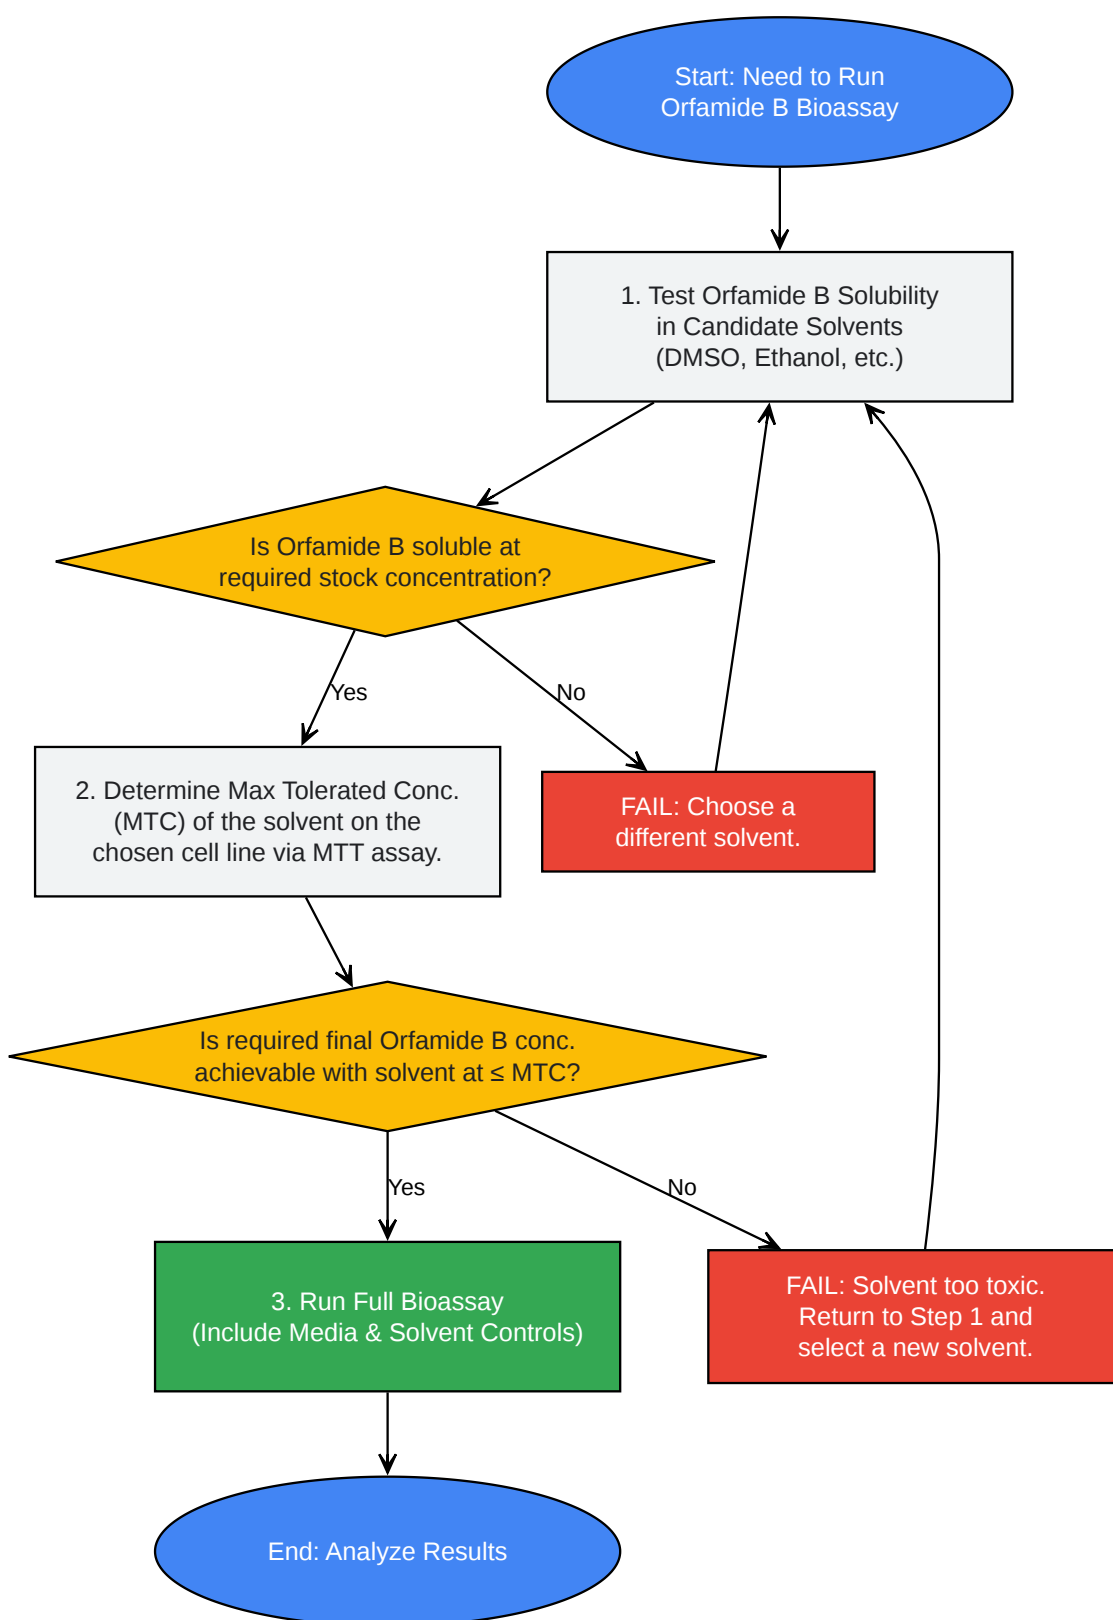 Start: Need to Run
Orfamide B Bioassay
1. Test Orfamide B Solubility
in Candidate Solvents
(DMSO, Ethanol, etc.)
Is Orfamide B soluble at
required stock concentration?
Yes
No
2. Determine Max Tolerated Conc.
(MTC) of the solvent on the
chosen cell line via MTT assay.
FAIL: Choose a
different solvent.
Is required final Orfamide B conc.
achievable with solvent at ≤ MTC?
Yes
No
3. Run Full Bioassay
(Include Media & Solvent Controls)
FAIL: Solvent too toxic.
Return to Step 1 and
select a new solvent.
End: Analyze Results